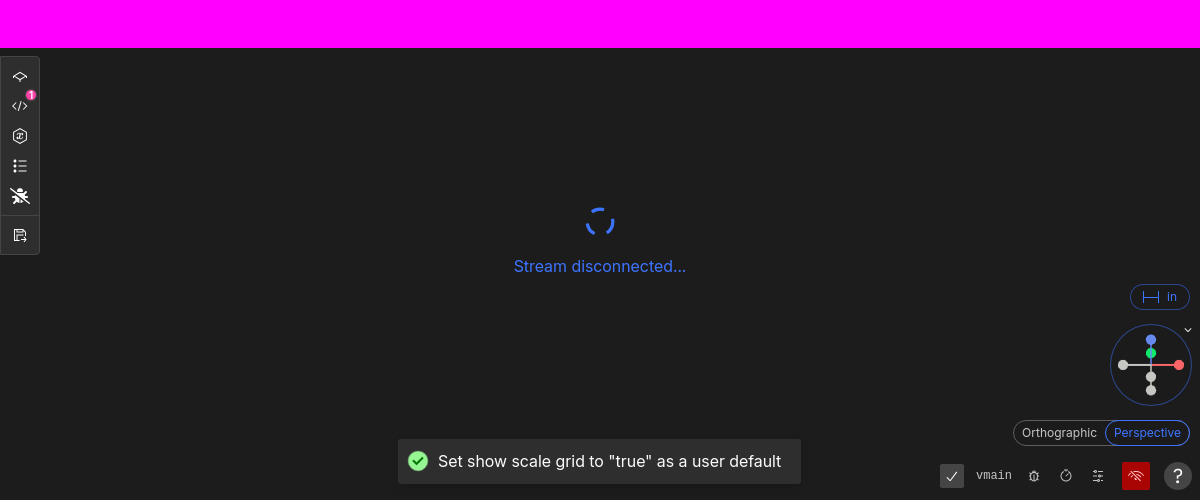 1
Stream disconnected...
in
Orthographic Perspective
Set show scale grid to "true" as a user default
vmain
?